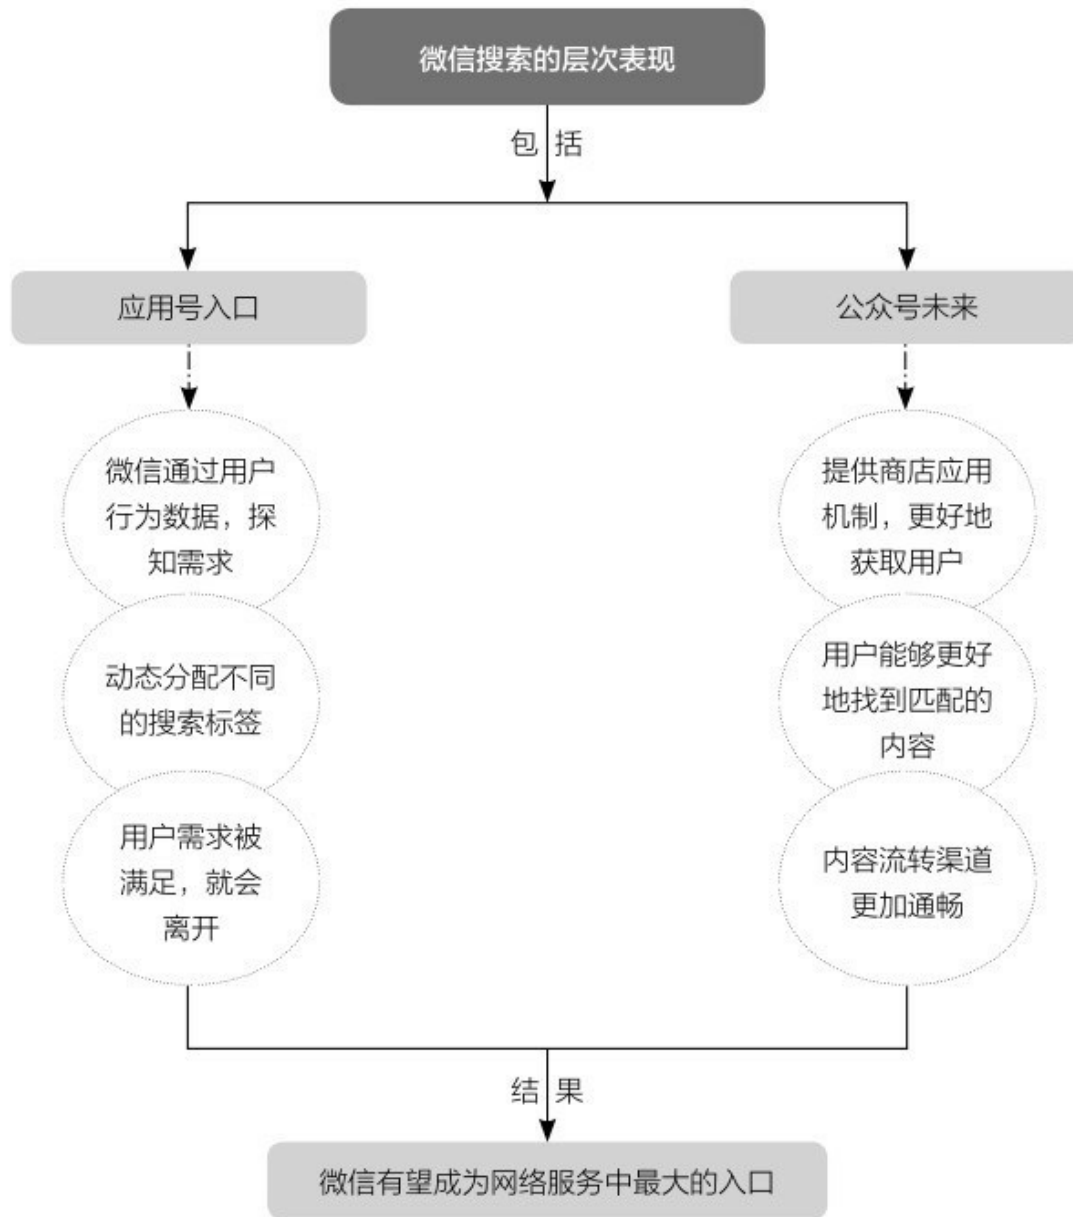 微信搜索的层次表现
包 括
应用号入口
微信通过用户
行为数据，探
知需求
动态分配不同
的搜索标签
用户需求被
满足，就会
离开
公众号未来
提供商店应用
机制，更好地
获取用户
用户能够更好
地找到匹配的
内容
内容流转渠道
更加通畅
结 果
微信有望成为网络服务中最大的入口